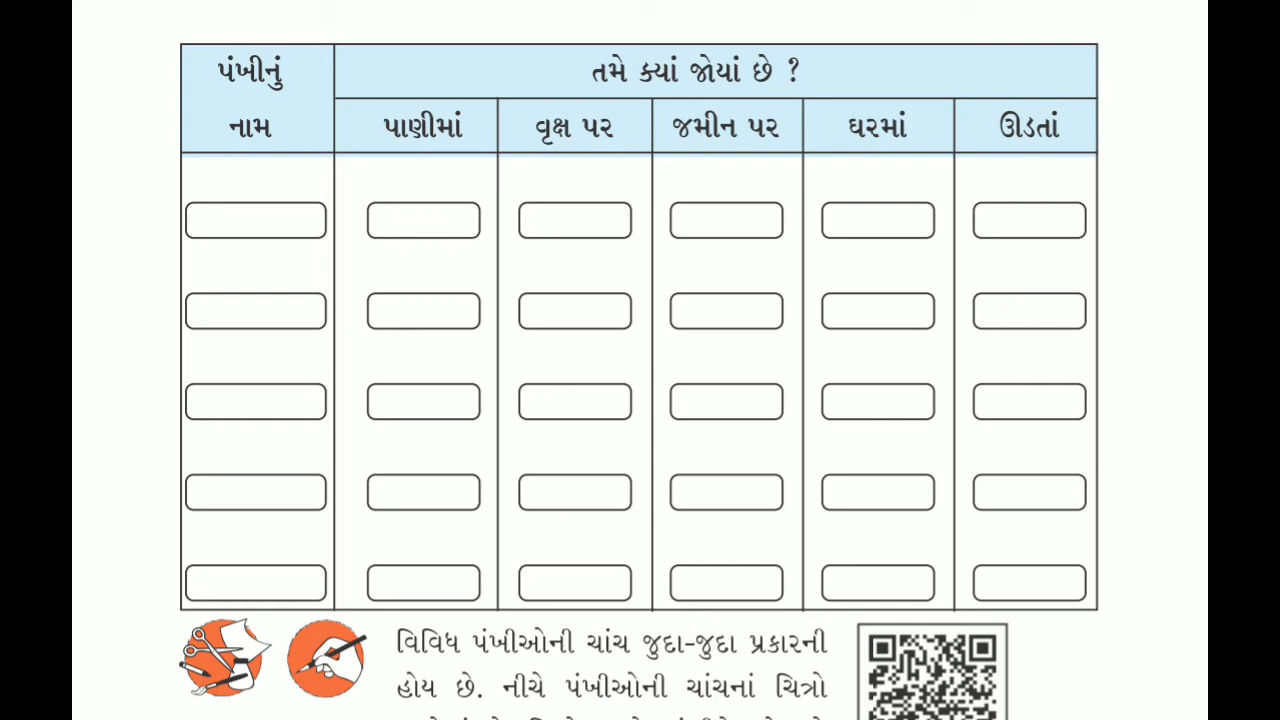 પંખીનું
નામ
તમે ક્યાં જોયાં છે ?
પાણીમાં વૃક્ષ પર જમીન પર ઘરમાં ઊડતાં
વિવિધ પંખીઓની ચાંચ જુદા-જુદા પ્રકારની
હોય છે. નીચે પંખીઓની ચાંચનાં ચિત્રો